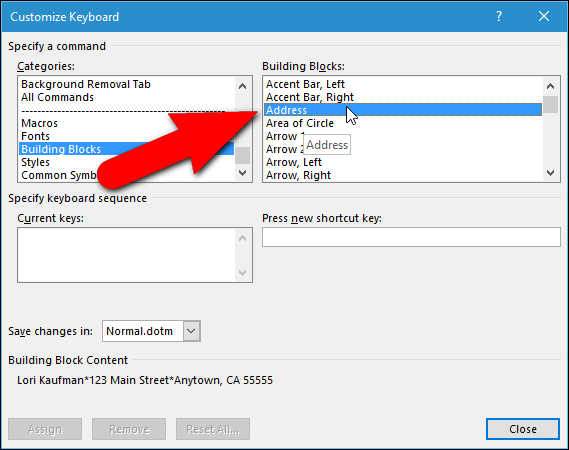 Customize Keyboard
Specify a command
Categories:
Building Blocks:
Background Removal Tab
All Commands
Macros
Fonts
Building Blocks
Styles
Common Symb
Accent Bar, Left
Accent Bar, Right
Address
Area of Circle
Arrow 1
Arrow 2
Arrow, Left
Arrow, Right
Address
Specify keyboard sequence
Current keys:
Press new shortcut key:
Save changes in:
Normal.dotm
Building Block Content
Lori Kaufman*123 Main Street*Anytown, CA 55555
Assign
Remove
Reset All...
Close